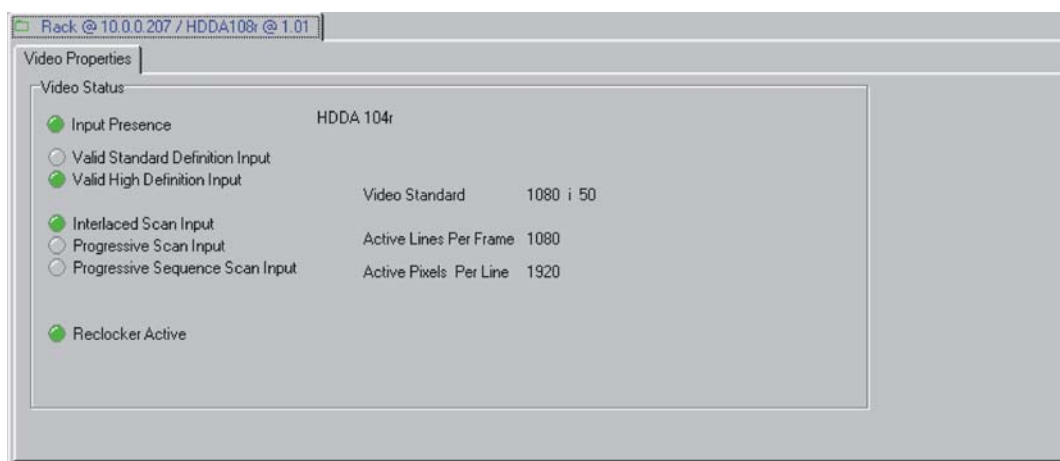 Rack @ 10.0.0.207 / HDDA108r @ 1.01
Video Properties
Video Status
Input Presence
HDDA 104r
Valid Standard Definition Input
Valid High Definition Input
Video Standard 1080 i 50
Interlaced Scan Input
Progressive Scan Input
Active Lines Per Frame 1080
Progressive Sequence Scan Input
Active Pixels Per Line 1920
Reclocker Active